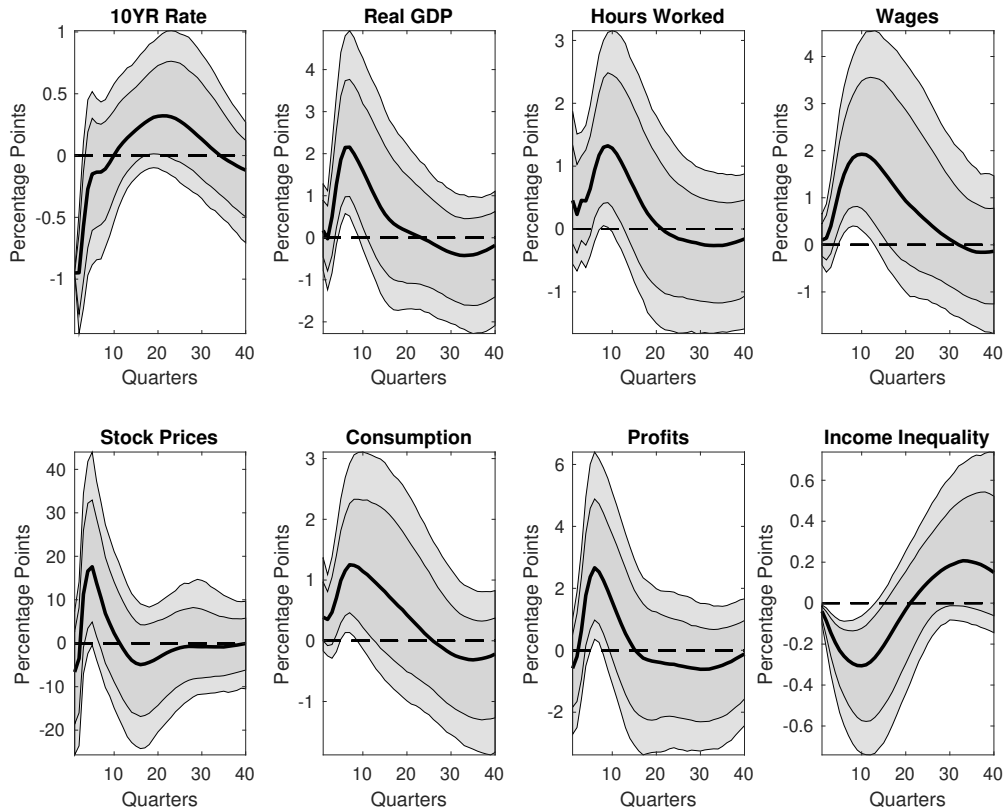 10YR Rate
Percentage Points
1
0.5
0
-0.5
-1
10 20 30 40
Quarters
Real GDP
Percentage Points
4
3
2
1
0
-1
-2
10 20 30 40
Quarters
Hours Worked
Percentage Points
3
2
1
0
-1
10 20 30 40
Quarters
Wages
Percentage Points
4
3
2
1
0
-1
10 20 30 40
Quarters
Stock Prices
Percentage Points
40
30
20
10
0
-10
-20
10 20 30 40
Quarters
Consumption
Percentage Points
3
2
1
0
-1
10 20 30 40
Quarters
Profits
Percentage Points
6
4
2
0
-2
10 20 30 40
Quarters
Income Inequality
Percentage Points
0.6
0.4
0.2
0
-0.2
-0.4
-0.6
10 20 30 40
Quarters